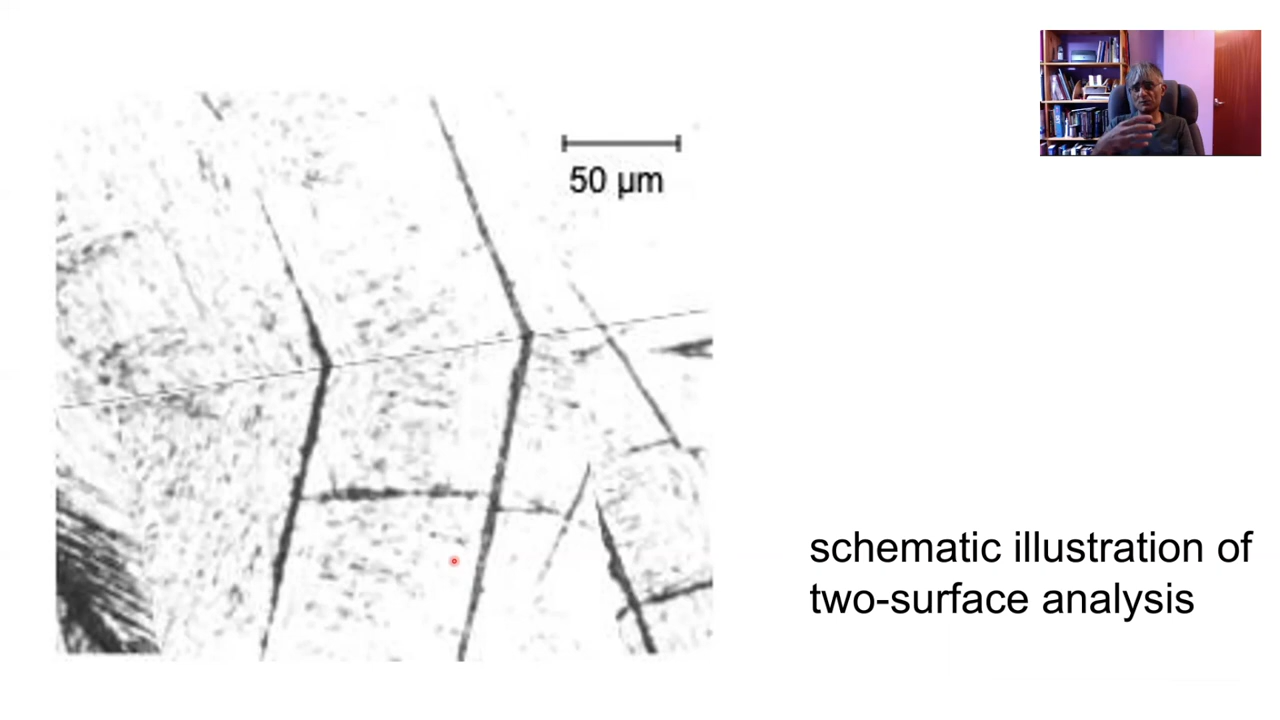 50 μm
schematic illustration of
two-surface analysis